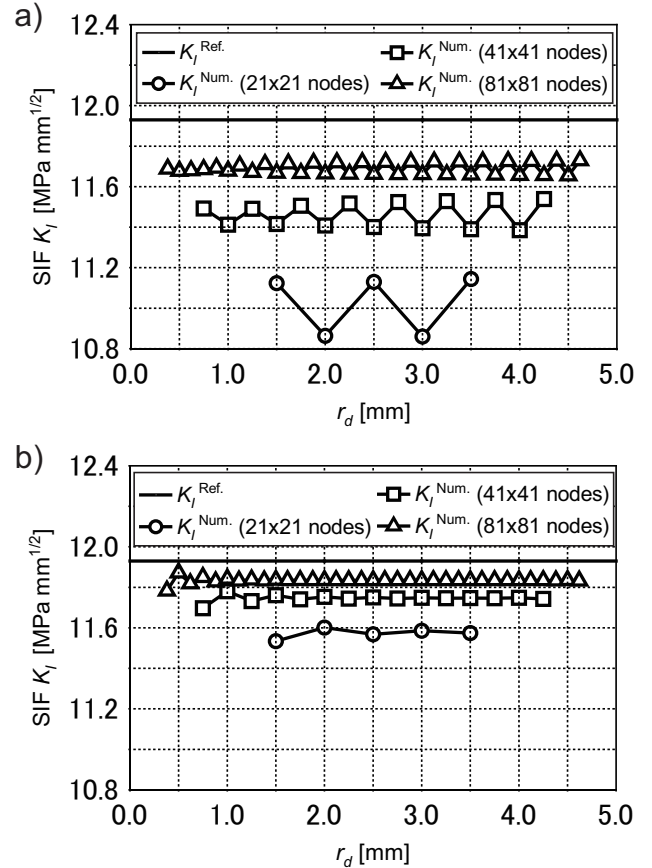 a)
12.4
12.0
11.6
11.2
10.8
SIF K_I [MPa mm^1/2]
K_I^Ref.
K_I^Num. (21x21 nodes)
K_I^Num. (41x41 nodes)
K_I^Num. (81x81 nodes)
0.0 1.0 2.0 3.0 4.0 5.0
r_d [mm]
b)
12.4
12.0
11.6
11.2
10.8
SIF K_I [MPa mm^1/2]
K_I^Ref.
K_I^Num. (21x21 nodes)
K_I^Num. (41x41 nodes)
K_I^Num. (81x81 nodes)
0.0 1.0 2.0 3.0 4.0 5.0
r_d [mm]